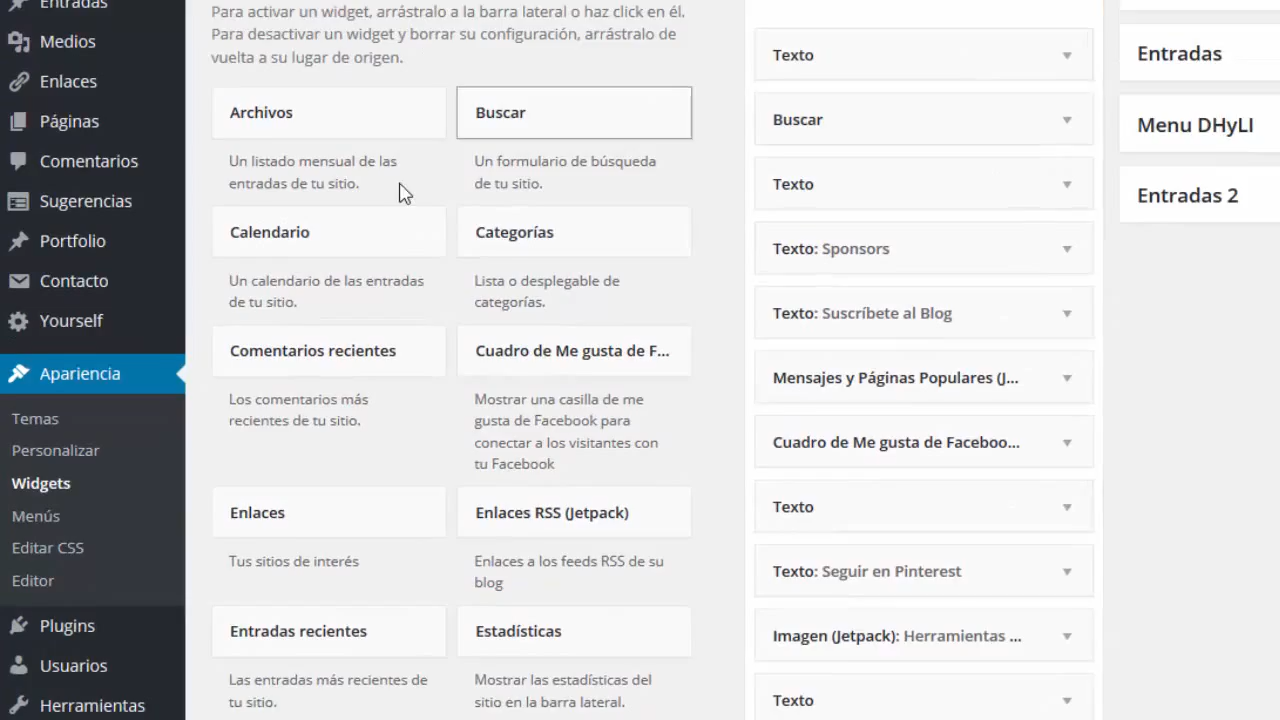 Entradas
Medios
Enlaces
Páginas
Comentarios
Sugerencias
Portfolio
Contacto
Yourself
Apariencia
Temas
Personalizar
Widgets
Menús
Editar CSS
Editor
Plugins
Usuarios
Herramientas
Para activar un widget, arrástralo a la barra lateral o haz click en él.
Para desactivar un widget y borrar su configuración, arrástralo de
vuelta a su lugar de origen.
Archivos
Un listado mensual de las
entradas de tu sitio.
Buscar
Un formulario de búsqueda
de tu sitio.
Calendario
Un calendario de las entradas
de tu sitio.
Categorías
Lista o desplegable de
categorías.
Comentarios recientes
Los comentarios más
recientes de tu sitio.
Cuadro de Me gusta de F...
Mostrar una casilla de me
gusta de Facebook para
conectar a los visitantes con
tu Facebook
Enlaces
Tus sitios de interés
Enlaces RSS (Jetpack)
Enlaces a los feeds RSS de su
blog
Entradas recientes
Las entradas más recientes de
tu sitio.
Estadísticas
Mostrar las estadísticas del
sitio en la barra lateral.
Texto
Buscar
Texto
Texto: Sponsors
Texto: Suscríbete al Blog
Mensajes y Páginas Populares (J...
Cuadro de Me gusta de Faceboo...
Texto
Texto: Seguir en Pinterest
Imagen (Jetpack): Herramientas ...
Texto
Entradas
Menu DHyLI
Entradas 2